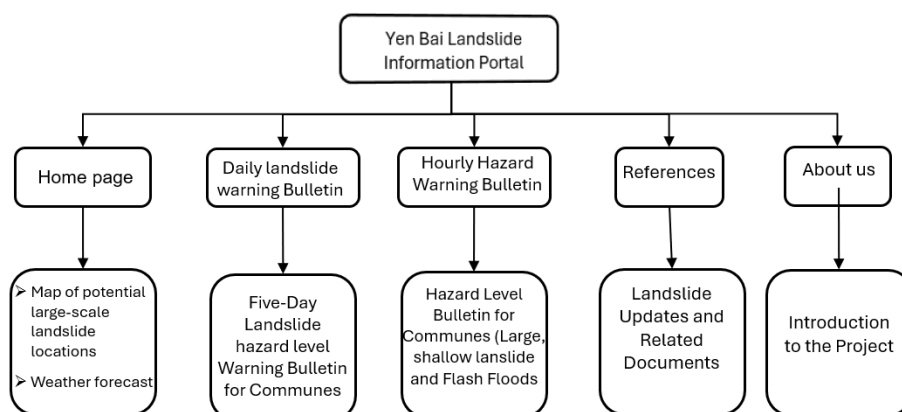 Yen Bai Landslide
Information Portal
Home page
Daily landslide
warning Bulletin
Hourly Hazard
Warning Bulletin
References
About us
➢ Map of potential
large-scale
landslide
locations
➢ Weather forecast
Five-Day
Landslide
hazard level
Warning Bulletin
for Communes
Hazard Level
Bulletin for
Communes (Large,
shallow lanslide
and Flash Floods
Landslide
Updates and
Related
Documents
Introduction
to the Project